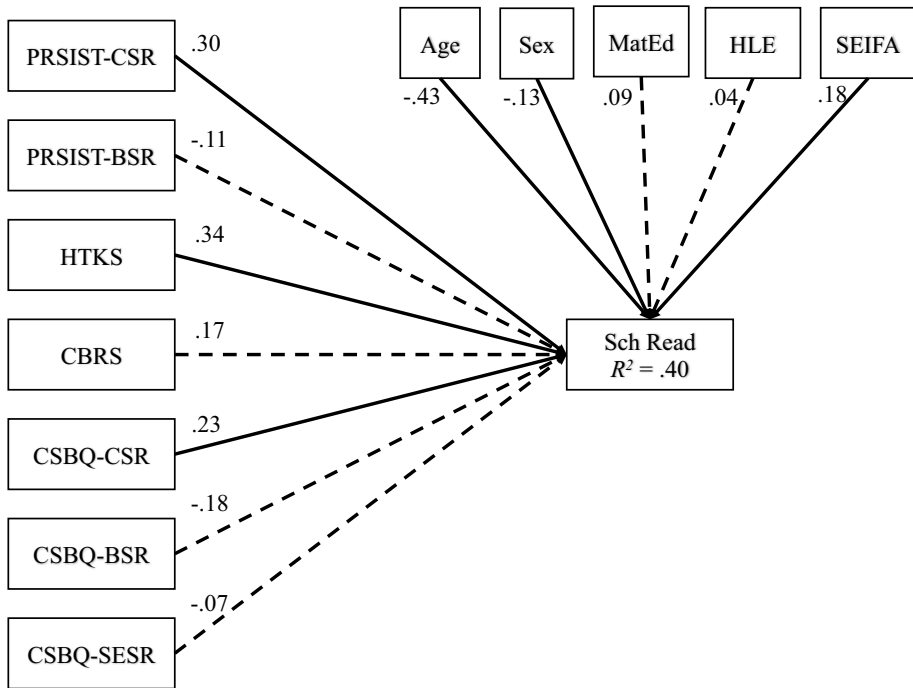 .30
PRSIST-CSR
-.11
PRSIST-BSR
.34
HTKS
.17
CBRS
.23
CSBQ-CSR
-.18
CSBQ-BSR
-.07
CSBQ-SESR
Age
Sex
MatEd
HLE
SEIFA
-.43
-.13
.09
.04
.18
Sch Read
R² = .40